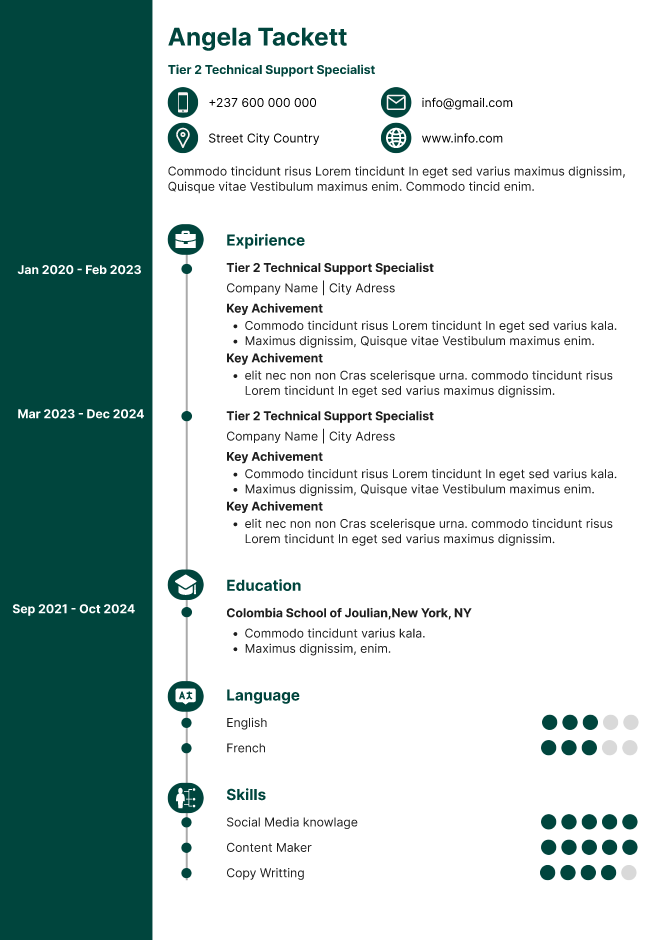 Angela Tackett
Tier 2 Technical Support Specialist
+237 600 000 000
info@gmail.com
Street City Country
www.info.com
Commodo tincidunt risus Lorem tincidunt In eget sed varius maximus dignissim,
Quisque vitae Vestibulum maximus enim. Commodo tincid enim.
Expirience
Jan 2020 - Feb 2023
Tier 2 Technical Support Specialist
Company Name | City Adress
Key Achivement
• Commodo tincidunt risus Lorem tincidunt In eget sed varius kala.
• Maximus dignissim, Quisque vitae Vestibulum maximus enim.
Key Achivement
• elit nec non non Cras scelerisque urna. commodo tincidunt risus
Lorem tincidunt In eget sed varius maximus dignissim.
Mar 2023 - Dec 2024
Tier 2 Technical Support Specialist
Company Name | City Adress
Key Achivement
• Commodo tincidunt risus Lorem tincidunt In eget sed varius kala.
• Maximus dignissim, Quisque vitae Vestibulum maximus enim.
Key Achivement
• elit nec non non Cras scelerisque urna. commodo tincidunt risus
Lorem tincidunt In eget sed varius maximus dignissim.
Education
Sep 2021 - Oct 2024
Colombia School of Joulian,New York, NY
• Commodo tincidunt varius kala.
• Maximus dignissim, enim.
Language
English
French
Skills
Social Media knowlage
Content Maker
Copy Writting